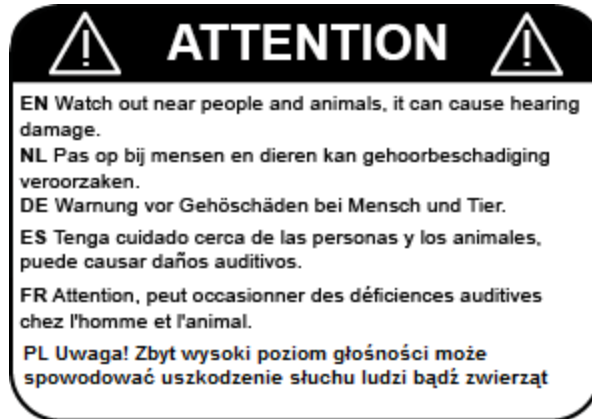 ATTENTION
EN Watch out near people and animals, it can cause hearing
damage.
NL Pas op bij mensen en dieren kan gehoorbeschadiging
veroorzaken.
DE Warnung vor Gehöschäden bei Mensch und Tier.
ES Tenga cuidado cerca de las personas y los animales,
puede causar daños auditivos.
FR Attention, peut occasionner des déficiences auditives
chez l'homme et l'animal.
PL Uwaga! Zbyt wysoki poziom głośności może
spowodować uszkodzenie słuchu ludzi bądź zwierząt